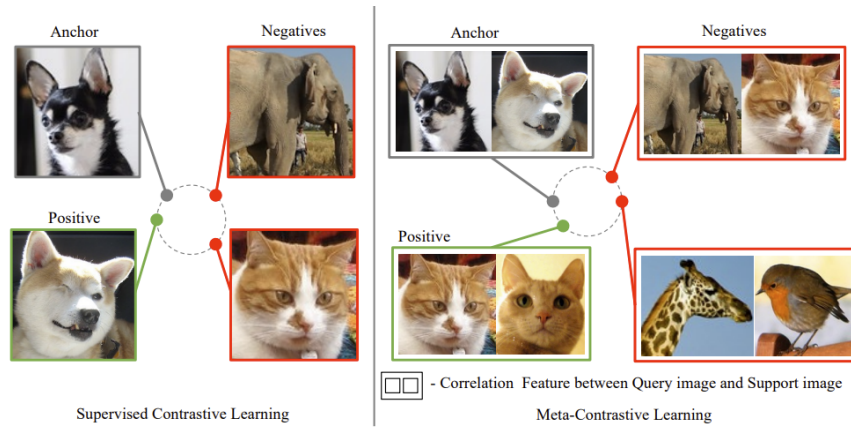 Anchor
Negatives
Positive
Supervised Contrastive Learning
Anchor
Negatives
Positive
- Correlation Feature between Query image and Support image
Meta-Contrastive Learning